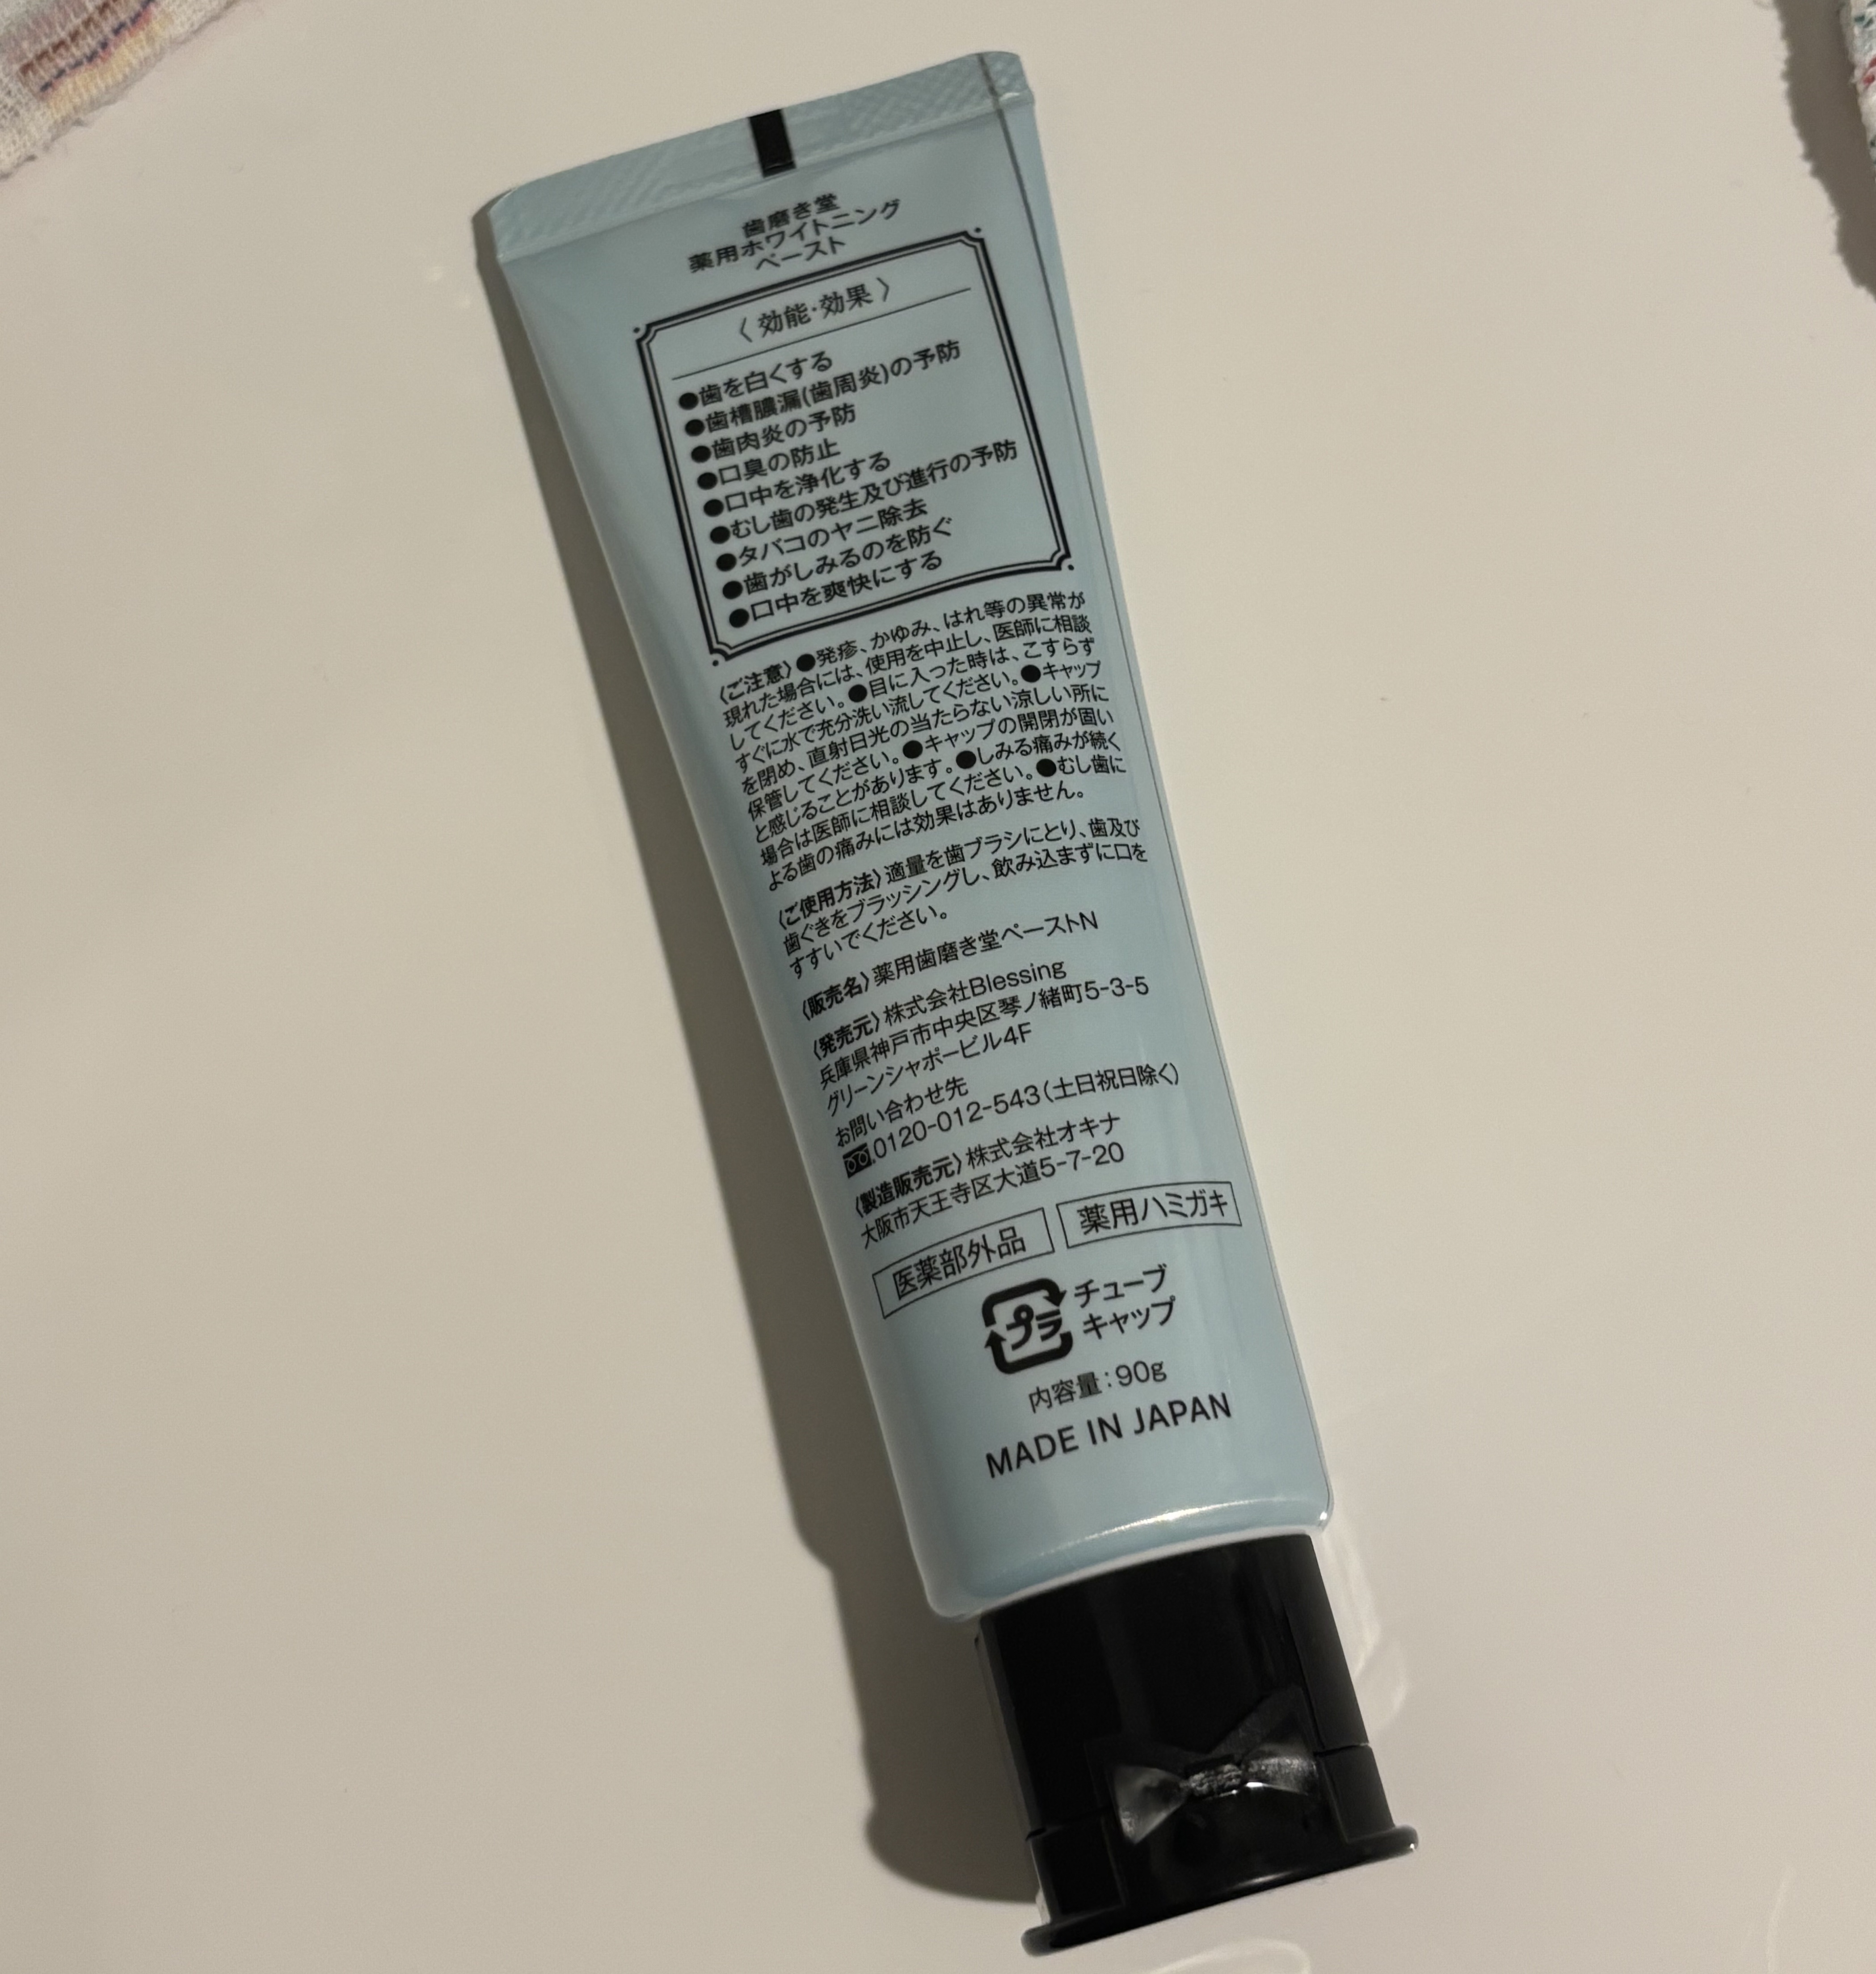 歯磨き堂
薬用ホワイトニング
ペースト
〈 効能・効果 〉
●歯を白くする
●歯槽膿漏(歯周炎)の予防
●歯肉炎の予防
●口臭の防止
●口中を浄化する
●むし歯の発生及び進行の予防
●タバコのヤニ除去
●歯がしみるのを防ぐ
●口中を爽快にする
〈ご注意〉●発疹、かゆみ、はれ等の異常が
現れた場合には、使用を中止し、医師に相談
してください。●目に入った時は、こすらず
すぐに水で充分洗い流してください。●キャップ
を閉め、直射日光の当たらない涼しい所に
保管してください。●キャップの開閉が固い
と感じることがあります。●しみる痛みが続く
場合は医師に相談してください。●むし歯に
よる歯の痛みには効果はありません。
〈ご使用方法〉適量を歯ブラシにとり、歯及び
歯ぐきをブラッシングし、飲み込まずに口を
すすいでください。
〈販売名〉薬用歯磨き堂ペーストN
〈発売元〉株式会社Blessing
兵庫県神戸市中央区琴ノ緒町5-3-5
グリーンシャポービル4F
お問い合わせ先
0120-012-543(土日祝日除く)
〈製造販売元〉株式会社オキナ
大阪市天王寺区大道5-7-20
医薬部外品 薬用ハミガキ
プラ チューブ
キャップ
内容量:90g
MADE IN JAPAN